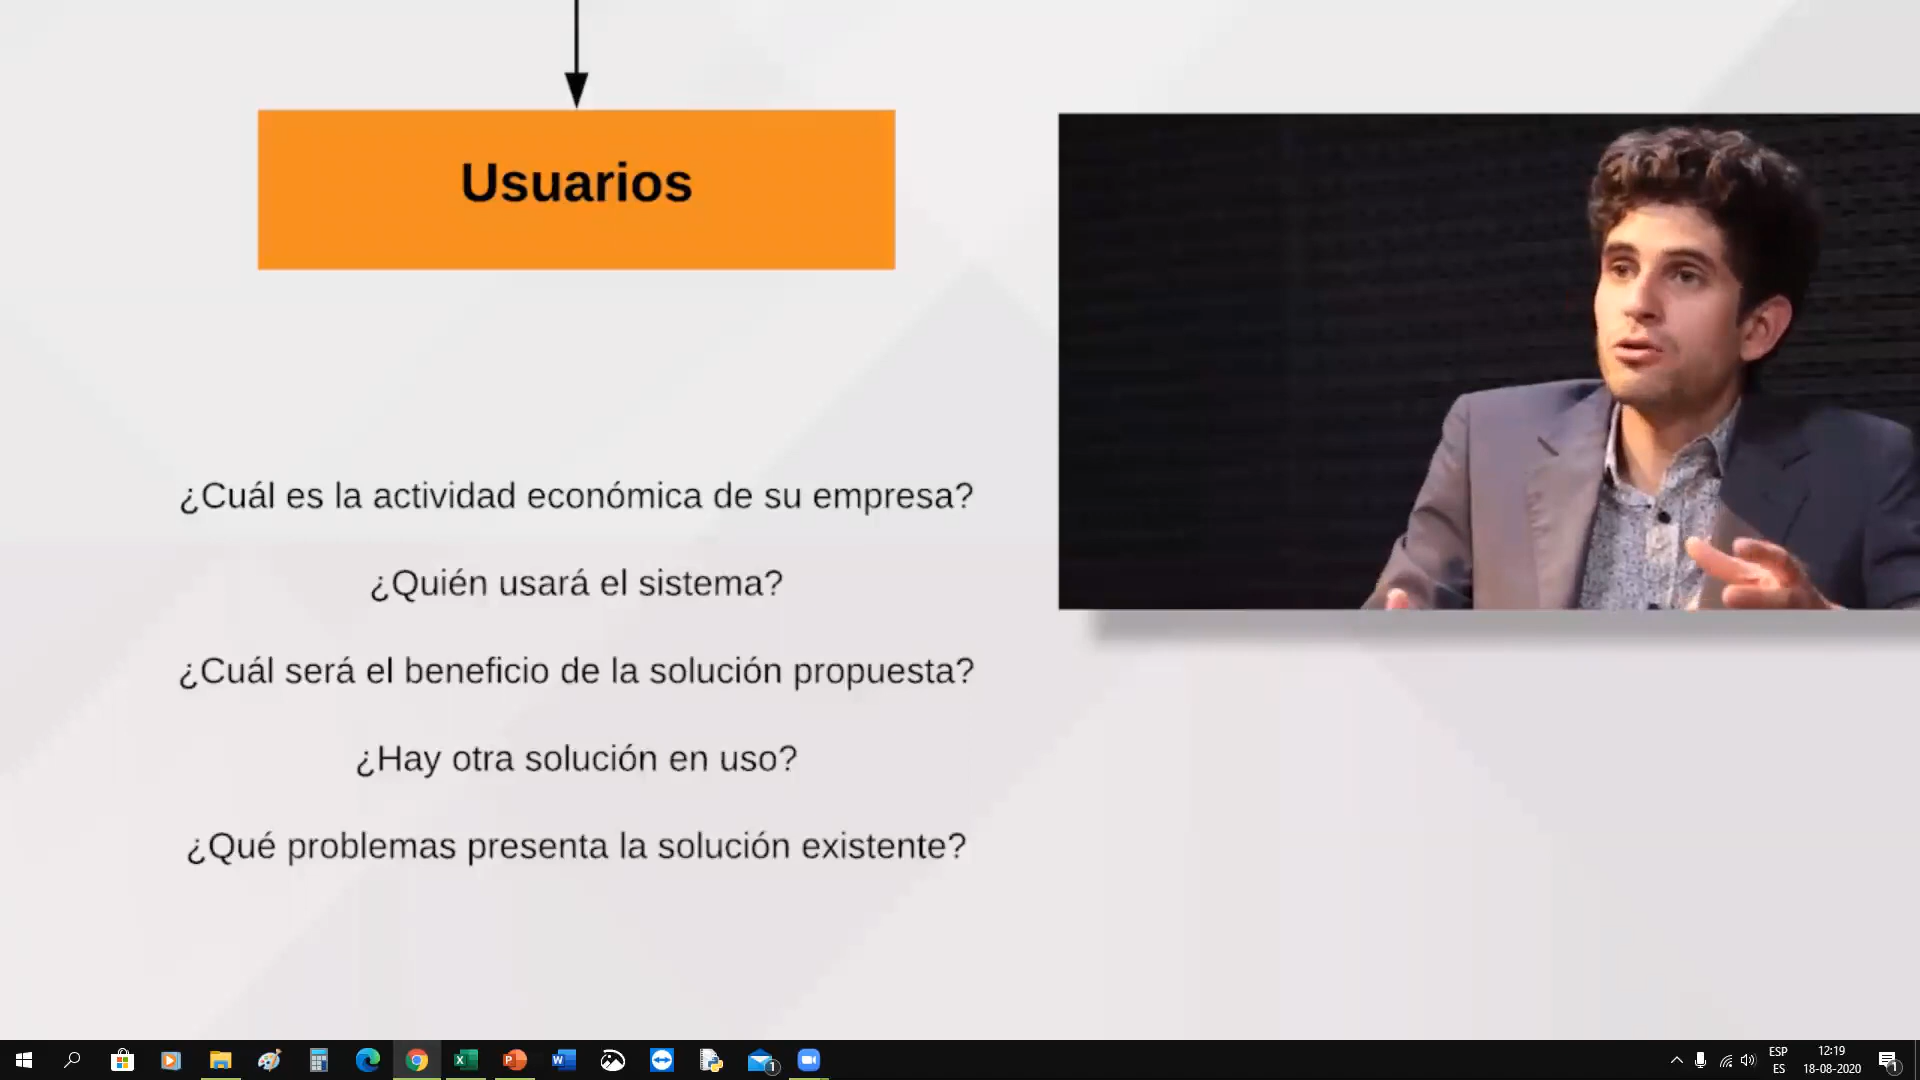 Usuarios
¿Cuál es la actividad económica de su empresa?
¿Quién usará el sistema?
¿Cuál será el beneficio de la solución propuesta?
¿Hay otra solución en uso?
¿Qué problemas presenta la solución existente?
ESP
ES
12:19
18-08-2020
1
1